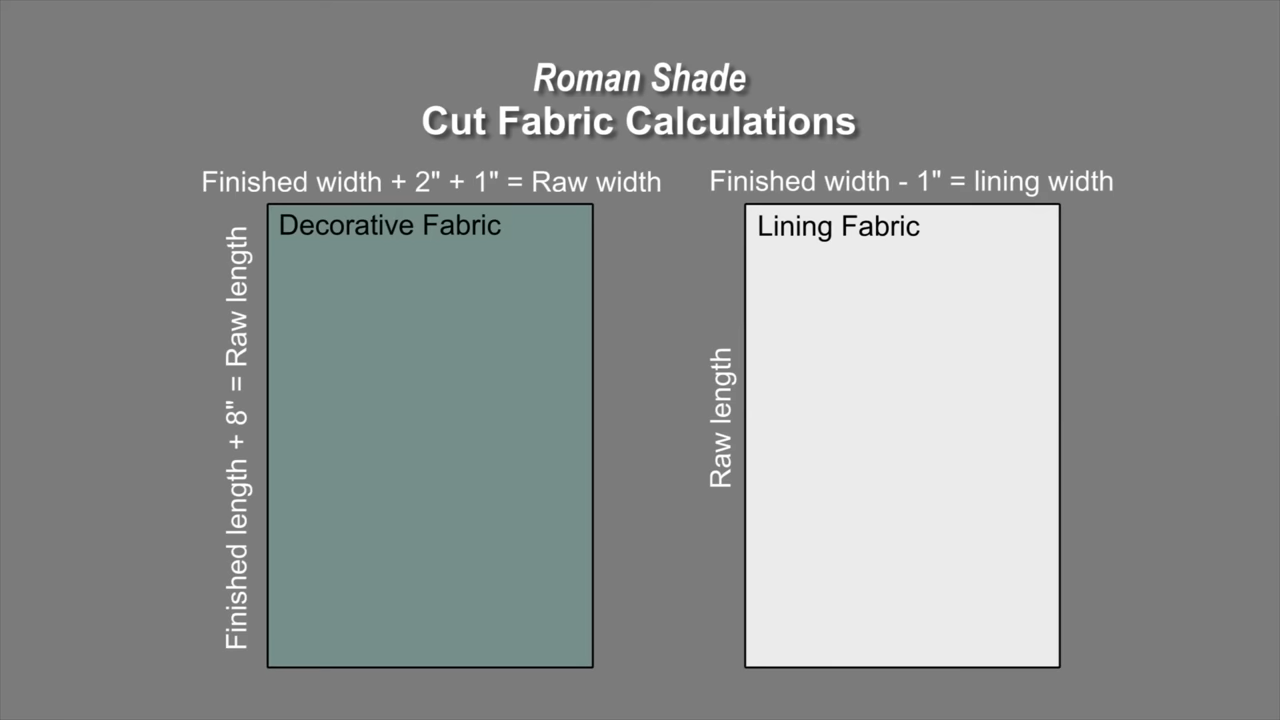 Roman Shade
Cut Fabric Calculations
Finished width + 2" + 1" = Raw width
Finished length + 8" = Raw length
Decorative Fabric
Finished width - 1" = lining width
Raw length
Lining Fabric